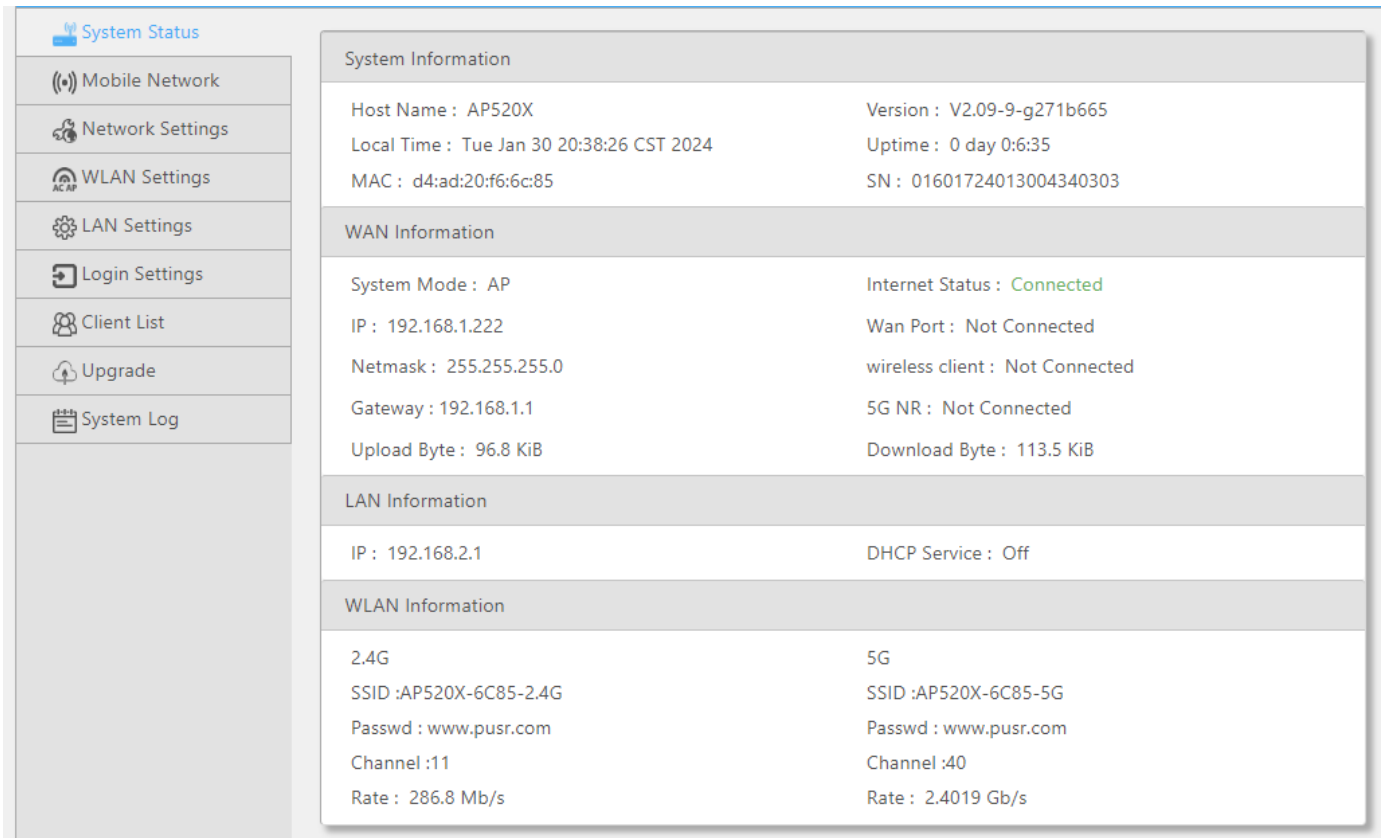 System Status
Mobile Network
Network Settings
AC AP
WLAN Settings
LAN Settings
Login Settings
Client List
Upgrade
System Log
System Information
Host Name : AP520X
Version : V2.09-9-g271b665
Local Time : Tue Jan 30 20:38:26 CST 2024
Uptime : 0 day 0:6:35
MAC : d4:ad:20:f6:6c:85
SN : 01601724013004340303
WAN Information
System Mode : AP
Internet Status : Connected
IP : 192.168.1.222
Wan Port : Not Connected
Netmask : 255.255.255.0
wireless client : Not Connected
Gateway : 192.168.1.1
5G NR : Not Connected
Upload Byte : 96.8 KiB
Download Byte : 113.5 KiB
LAN Information
IP : 192.168.2.1
DHCP Service : Off
WLAN Information
2.4G
SSID :AP520X-6C85-2.4G
Passwd : www.pusr.com
Channel :11
Rate : 286.8 Mb/s
5G
SSID :AP520X-6C85-5G
Passwd : www.pusr.com
Channel :40
Rate : 2.4019 Gb/s